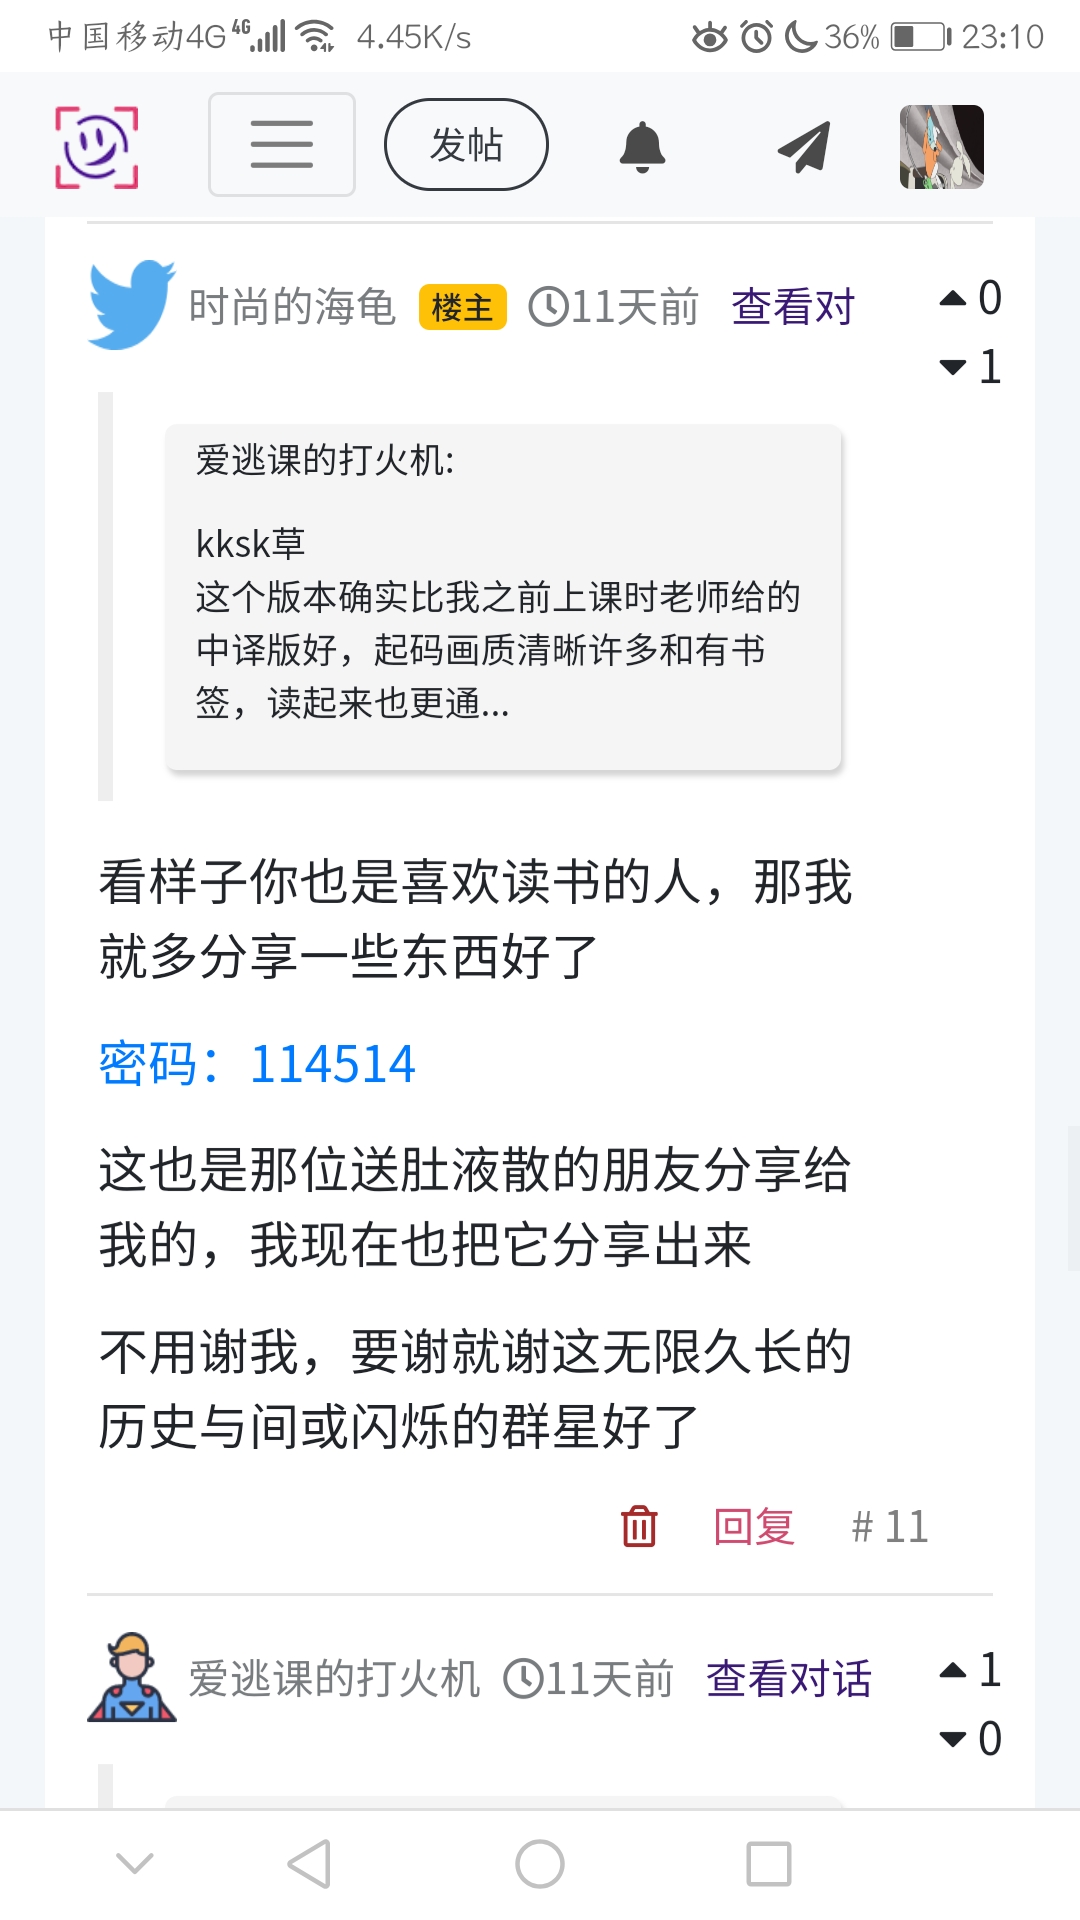 中国移动4G 4G 4.45K/s 36% 23:10
发帖
时尚的海龟 楼主 11天前 查看对 0
1
爱逃课的打火机:
kksk草
这个版本确实比我之前上课时老师给的
中译版好，起码画质清晰许多和有书
签，读起来也更通...
看样子你也是喜欢读书的人，那我
就多分享一些东西好了
密码：114514
这也是那位送肚液散的朋友分享给
我的，我现在也把它分享出来
不用谢我，要谢就谢这无限久长的
历史与间或闪烁的群星好了
回复 # 11
爱逃课的打火机 11天前 查看对话 1
0